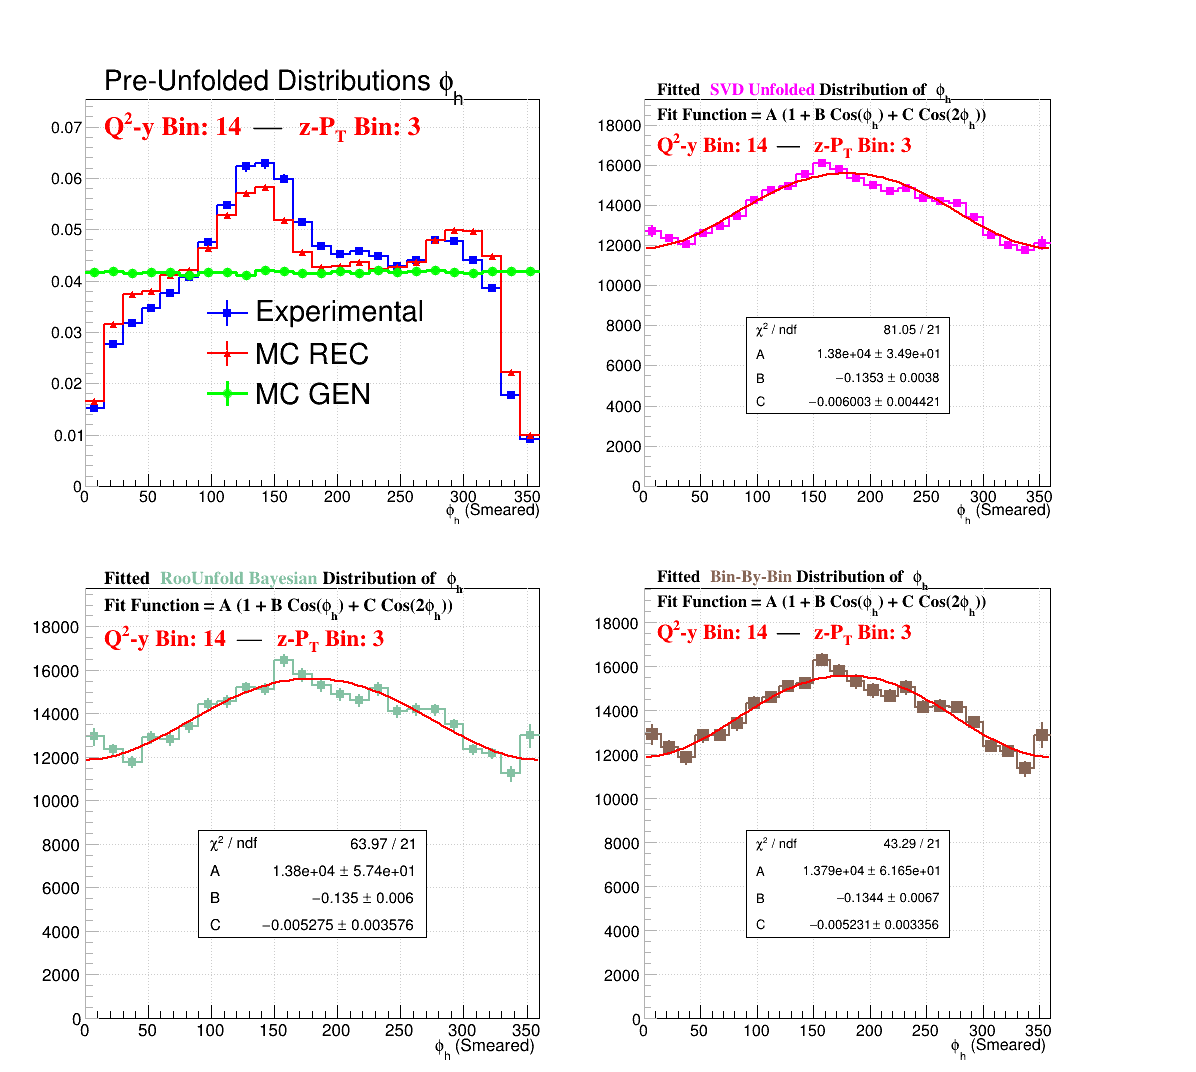 Pre-Unfolded Distributions ϕh
Q²-y Bin: 14 — z-PT Bin: 3
0.07
0.06
0.05
0.04
0.03
0.02
0.01
0
Experimental
MC REC
MC GEN
0 50 100 150 200 250 300 350
ϕh (Smeared)
Fitted SVD Unfolded Distribution of ϕh
Fit Function = A (1 + B Cos(ϕh) + C Cos(2ϕh))
Q²-y Bin: 14 — z-PT Bin: 3
18000
16000
14000
12000
10000
8000
6000
4000
2000
0
χ² / ndf 81.05 / 21
A 1.38e+04 ± 3.49e+01
B −0.1353 ± 0.0038
C −0.006003 ± 0.004421
0 50 100 150 200 250 300 350
ϕh (Smeared)
Fitted RooUnfold Bayesian Distribution of ϕh
Fit Function = A (1 + B Cos(ϕh) + C Cos(2ϕh))
Q²-y Bin: 14 — z-PT Bin: 3
18000
16000
14000
12000
10000
8000
6000
4000
2000
0
χ² / ndf 63.97 / 21
A 1.38e+04 ± 5.74e+01
B −0.135 ± 0.006
C −0.005275 ± 0.003576
0 50 100 150 200 250 300 350
ϕh (Smeared)
Fitted Bin-By-Bin Distribution of ϕh
Fit Function = A (1 + B Cos(ϕh) + C Cos(2ϕh))
Q²-y Bin: 14 — z-PT Bin: 3
18000
16000
14000
12000
10000
8000
6000
4000
2000
0
χ² / ndf 43.29 / 21
A 1.379e+04 ± 6.165e+01
B −0.1344 ± 0.0067
C −0.005231 ± 0.003356
0 50 100 150 200 250 300 350
ϕh (Smeared)